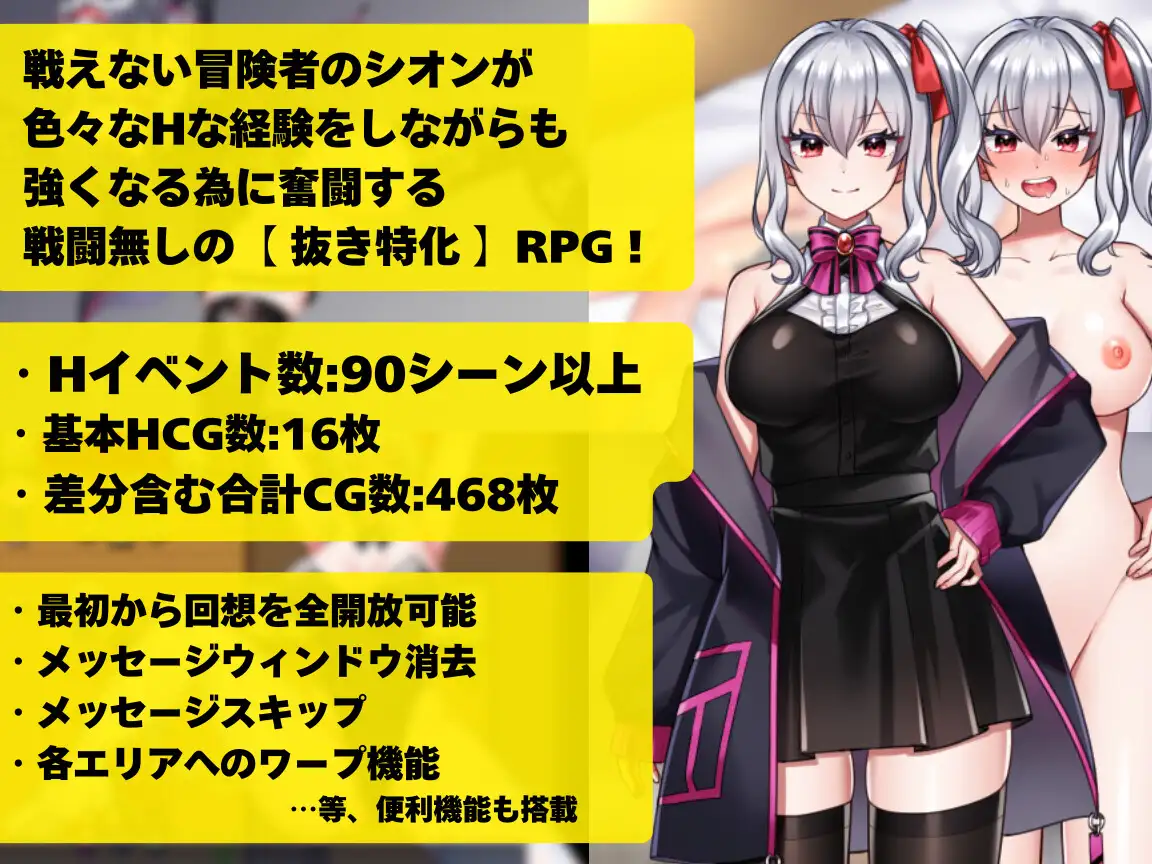 戦えない冒険者のシオンが
色々なHな経験をしながらも
強くなる為に奮闘する
戦闘無しの【 抜き特化 】RPG！
・Hイベント数:90シーン以上
・基本HCG数:16枚
・差分含む合計CG数:468枚
・最初から回想を全開放可能
・メッセージウィンドウ消去
・メッセージスキップ
・各エリアへのワープ機能
…等、便利機能も搭載